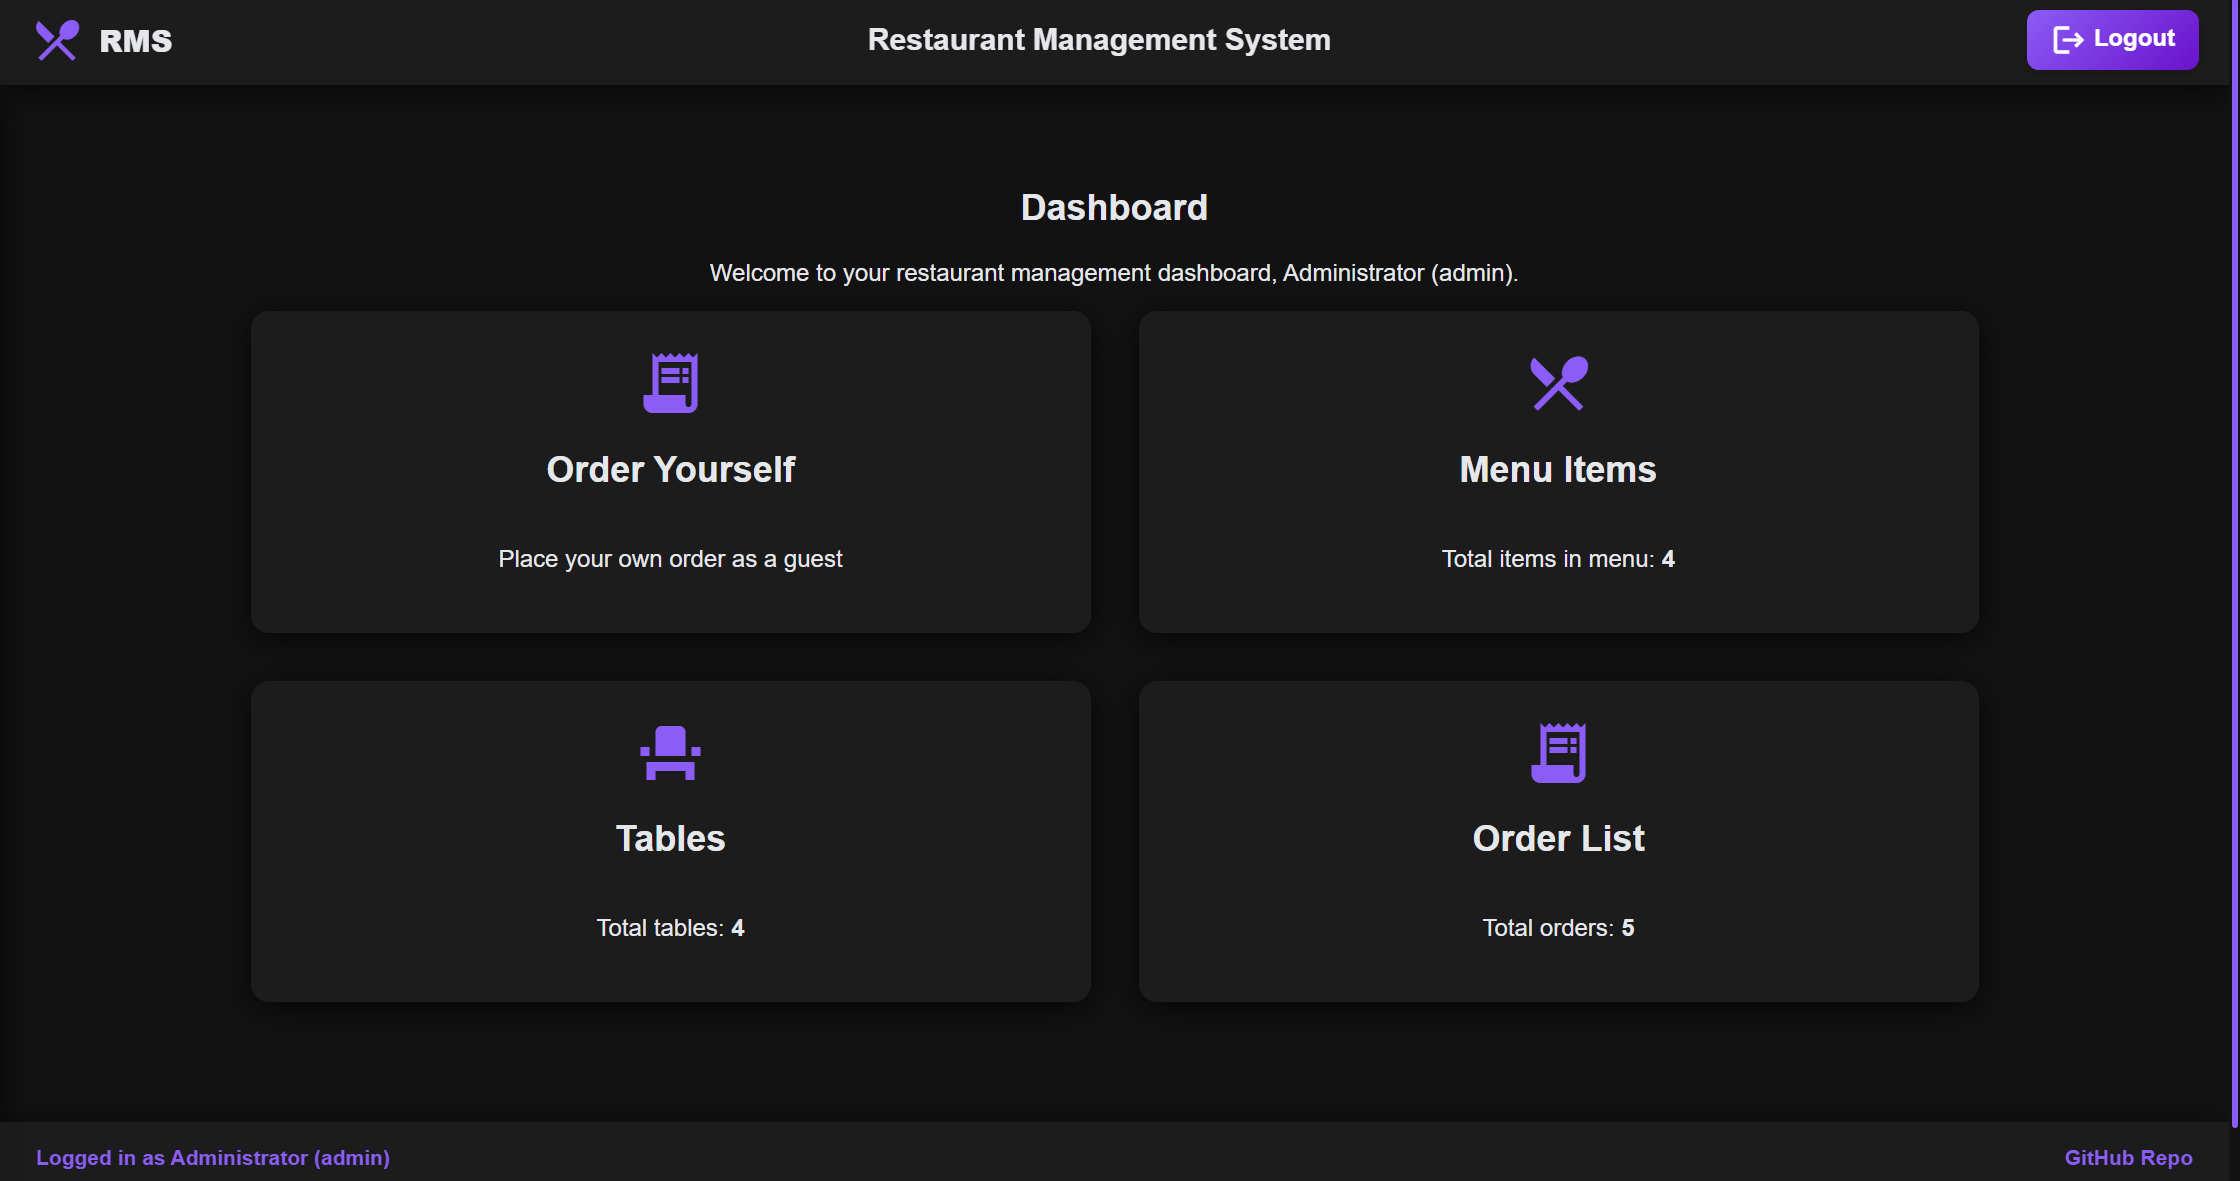 RMS
Restaurant Management System
Logout
Dashboard
Welcome to your restaurant management dashboard, Administrator (admin).
Order Yourself
Place your own order as a guest
Menu Items
Total items in menu: 4
Tables
Total tables: 4
Order List
Total orders: 5
Logged in as Administrator (admin)
GitHub Repo